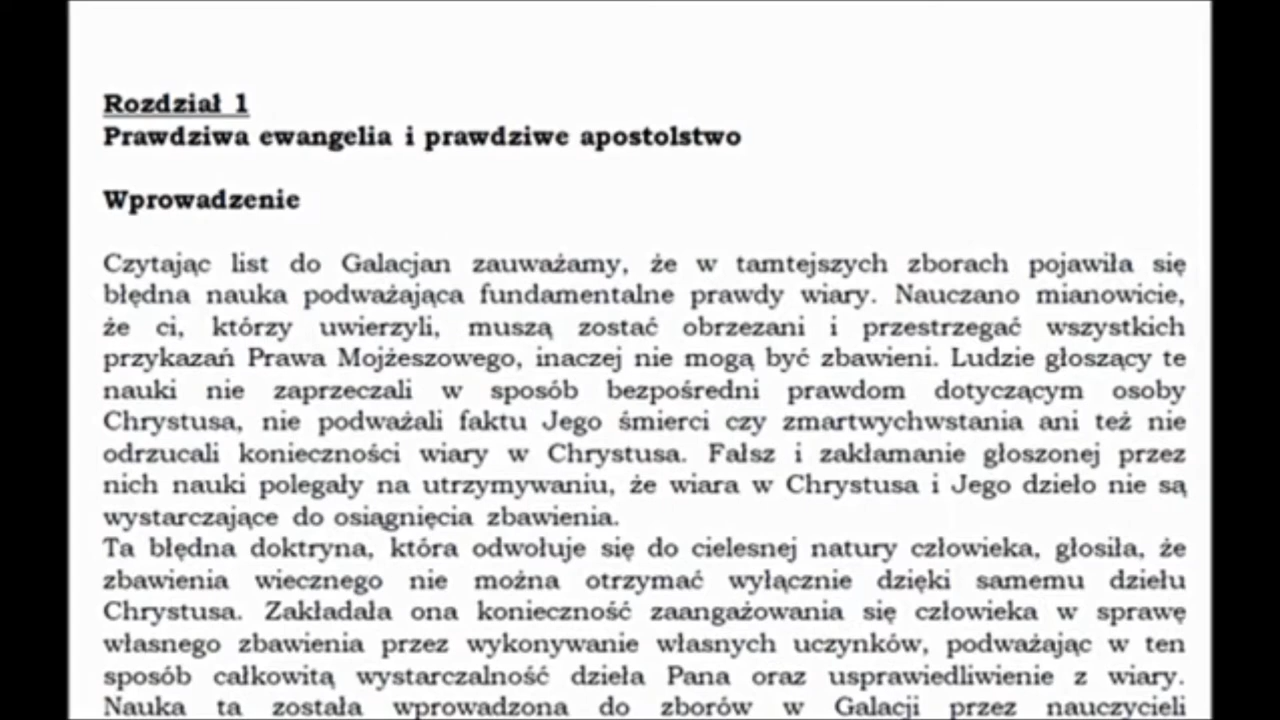 Rozdział 1
Prawdziwa ewangelia i prawdziwe apostolstwo
Wprowadzenie
Czytając list do Galacjan zauważamy, że w tamtejszych zborach pojawiła się
błędna nauka podważająca fundamentalne prawdy wiary. Nauczano mianowicie,
że ci, którzy uwierzyli, muszą zostać obrzezani i przestrzegać wszystkich
przykazań Prawa Mojżeszowego, inaczej nie mogą być zbawieni. Ludzie głoszący te
nauki nie zaprzeczali w sposób bezpośredni prawdom dotyczącym osoby
Chrystusa, nie podważali faktu Jego śmierci czy zmartwychwstania ani też nie
odrzucali konieczności wiary w Chrystusa. Fałsz i zakłamanie głoszonej przez
nich nauki polegały na utrzymywaniu, że wiara w Chrystusa i Jego dzieło nie są
wystarczające do osiągnięcia zbawienia.
Ta błędna doktryna, która odwołuje się do cielesnej natury człowieka, głosiła, że
zbawienia wiecznego nie można otrzymać wyłącznie dzięki samemu dziełu
Chrystusa. Zakładała ona konieczność zaangażowania się człowieka w sprawę
własnego zbawienia przez wykonywanie własnych uczynków, podważając w ten
sposób całkowitą wystarczalność dzieła Pana oraz usprawiedliwienie z wiary.
Nauka ta została wprowadzona do zborów w Galacji przez nauczycieli